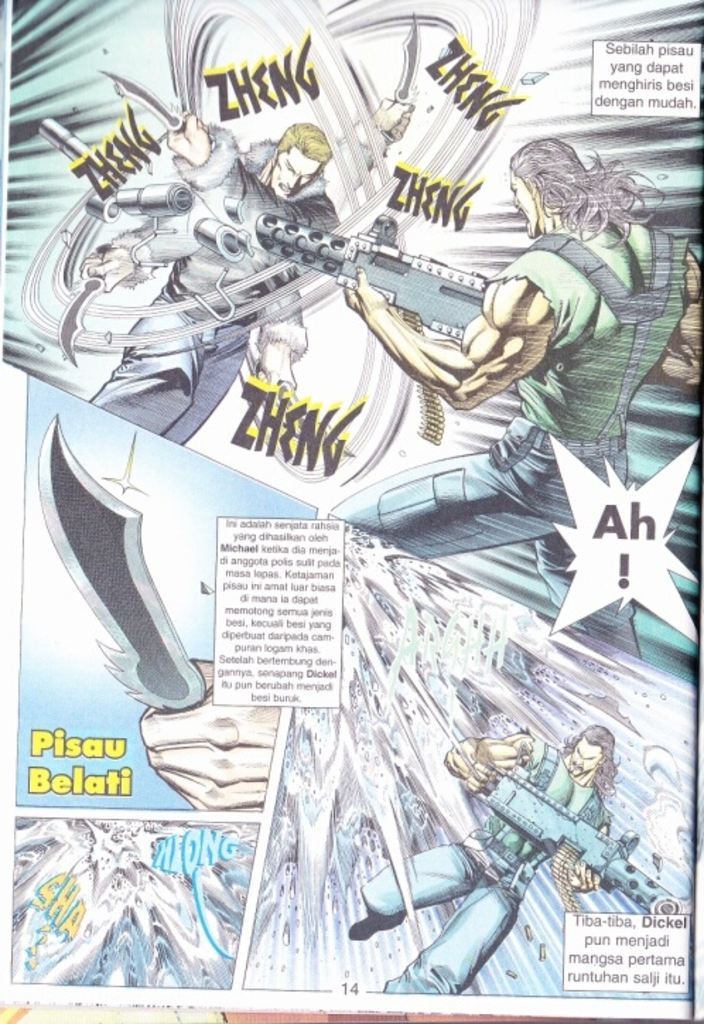 ZHENG
ZHENG
ZHENG
ZHENG
ZHENG
Sebilah pisau
yang dapat
menghiris besi
dengan mudah.
Ah
!
Ini adalah senjata rahsia
yang dihasilkan oleh
Michael ketika dia menja-
di anggota polis sulit pada
masa lepas. Ketajaman
pisau ini amat luar biasa
di mana ia dapat
memotong semua jenis
besi, kecuali besi yang
diperbuat daripada cam-
puran logam khas.
Setelah bertembung den-
gannya, senapang Dickel
itu pun berubah menjadi
besi buruk.
Pisau
Belati
ARGHH
Tiba-tiba, Dickel
pun menjadi
mangsa pertama
runtuhan salji itu.
14